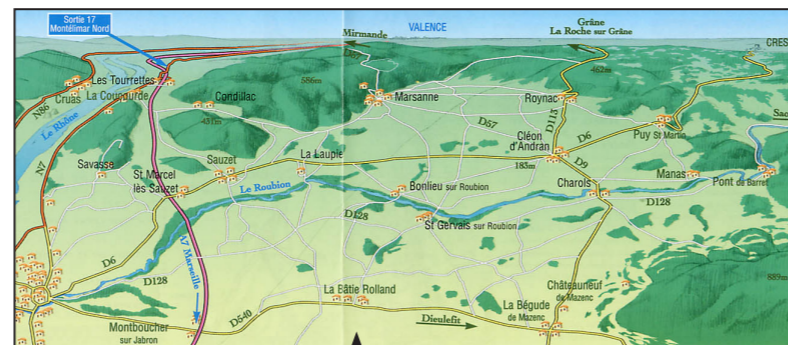 Sortie 17
Montélimar Nord
VALENCE
Mirmande
Grâne
La Roche sur Grâne
CRES
D57
586m
462m
Les Tourrettes
La Coucourde
Cruas
N86
Le Rhône
N7
Condillac
Marsanne
Roynac
D113
D57
D6
Cléon
d'Andran
183m
D9
Puy St Martin
Savasse
St Marcel
lès Sauzet
Sauzet
La Laupie
Le Roubion
Bonlieu sur Roubion
Charols
Manas
Pont de Barret
D128
D128
St Gervais sur Roubion
D6
A7 Marseille
D128
La Bâtie Rolland
Châteauneuf
de Mazenc
889m
La Bégude
de Mazenc
D540
Dieulefit
Montboucher
sur Jabron